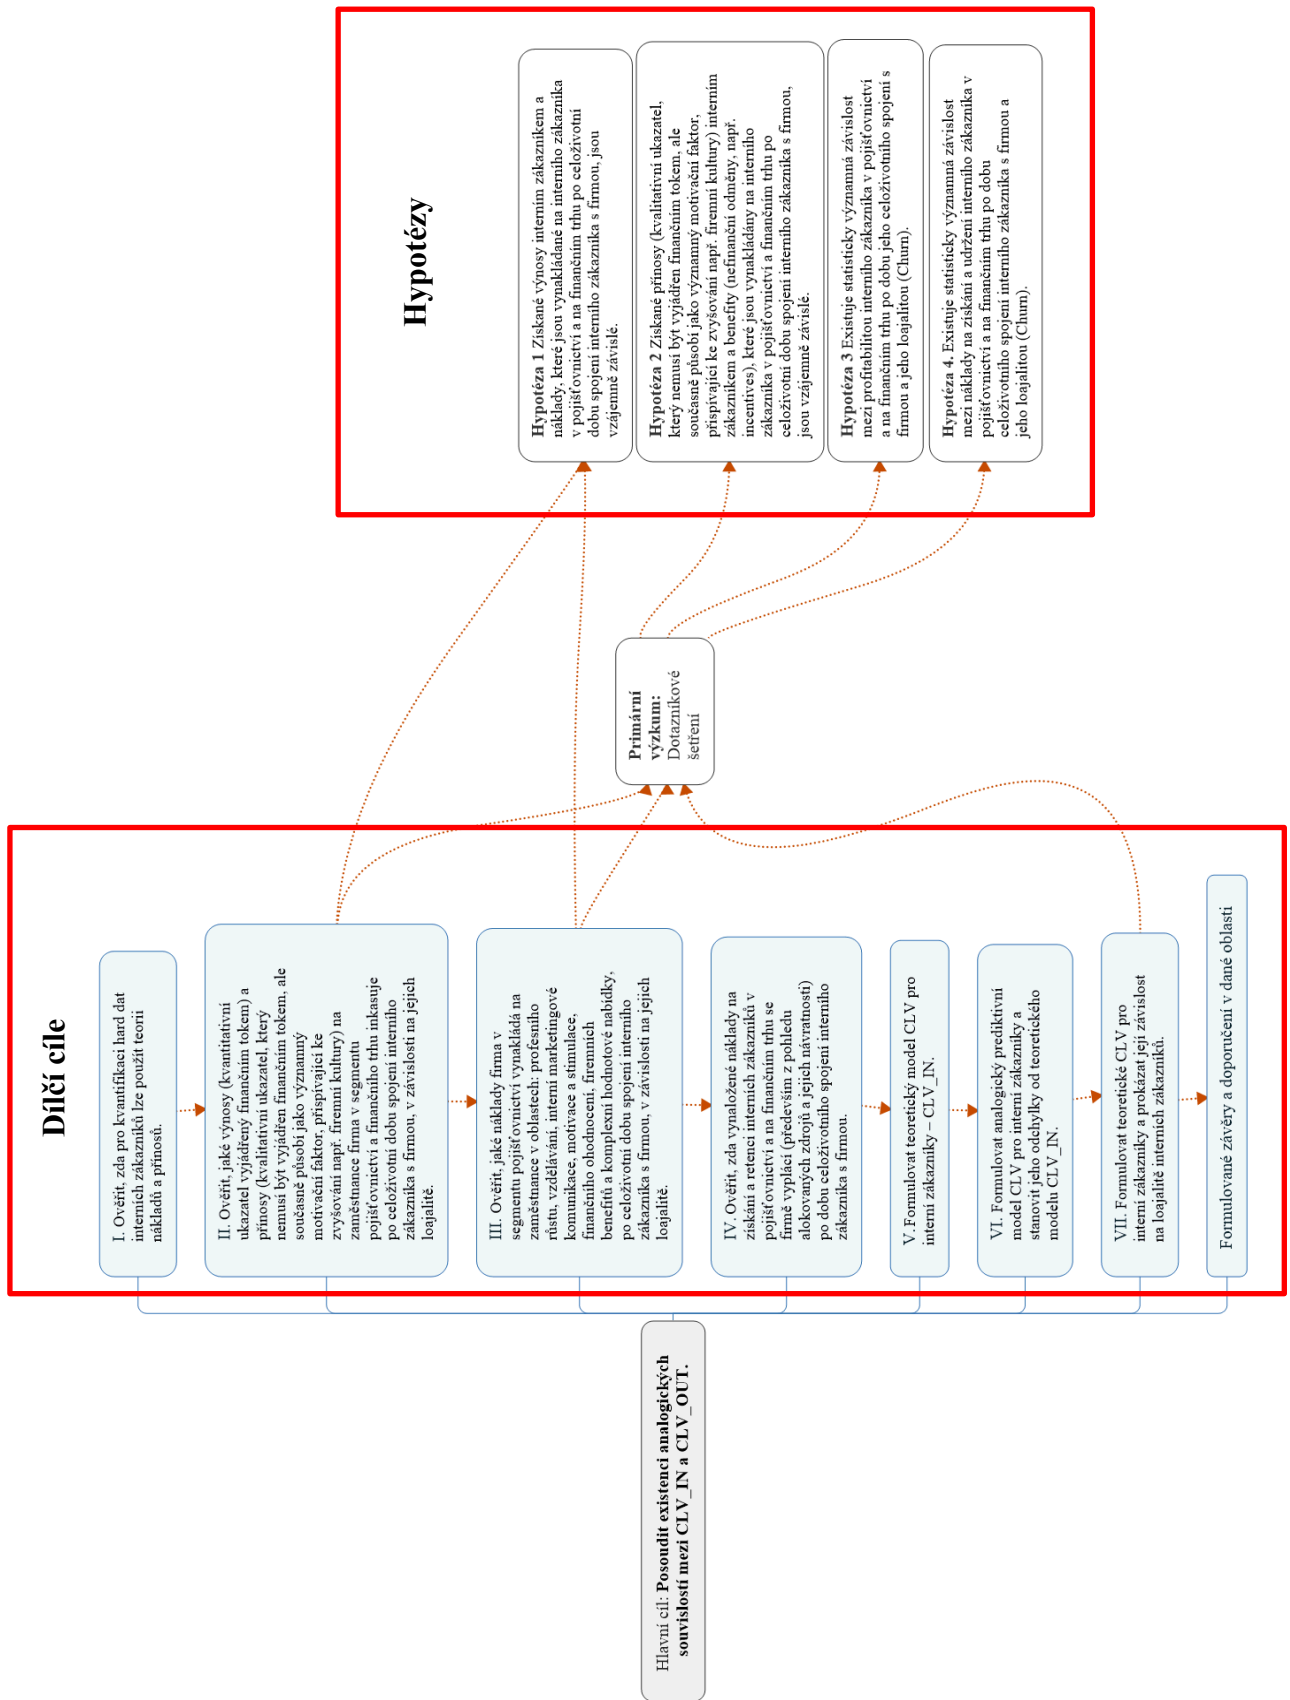 Dílčí cíle
I. Ověřit, zda pro kvantifikaci hard dat
interních zákazníků lze použít teorii
nákladů a přínosů.
II. Ověřit, jaké výnosy (kvantitativní
ukazatel vyjádřený finančním tokem) a
přínosy (kvalitativní ukazatel, který
nemusí být vyjádřen finančním tokem, ale
současně působí jako významný
motivační faktor, přispívající ke
zvyšování např. firemní kultury) na
zaměstnance firma v segmentu
pojišťovnictví a finančního trhu inkasuje
po celoživotní dobu spojení interního
zákazníka s firmou, v závislosti na jejich
loajalitě.
III. Ověřit, jaké náklady firma v
segmentu pojišťovnictví vynakládá na
zaměstnance v oblastech: profesního
růstu, vzdělávání, interní marketingové
komunikace, motivace a stimulace,
finančního ohodnocení, firemních
benefitů a komplexní hodnotové nabídky,
po celoživotní dobu spojení interního
zákazníka s firmou, v závislosti na jejich
loajalitě.
IV. Ověřit, zda vynaložené náklady na
získání a retenci interních zákazníků v
pojišťovnictví a na finančním trhu se
firmě vyplácí (především z pohledu
alokovaných zdrojů a jejich návratnosti)
po dobu celoživotního spojení interního
zákazníka s firmou.
V. Formulovat teoretický model CLV pro
interní zákazníky – CLV_IN.
VI. Formulovat analogický prediktivní
model CLV pro interní zákazníky a
stanovit jeho odchylky od teoretického
modelu CLV_IN.
VII. Formulovat teoretické CLV pro
interní zákazníky a prokázat její závislost
na loajalitě interních zákazníků.
Formulované závěry a doporučení v dané oblasti
Hlavní cíl: Posoudit existenci analogických
souvislostí mezi CLV_IN a CLV_OUT.
Primární
výzkum:
Dotazníkové
šetření
Hypotézy
Hypotéza 1 Získané výnosy interním zákazníkem a
náklady, které jsou vynakládané na interního zákazníka
v pojišťovnictví a na finančním trhu po celoživotní
dobu spojení interního zákazníka s firmou, jsou
vzájemně závislé.
Hypotéza 2 Získané přínosy (kvalitativní ukazatel,
který nemusí být vyjádřen finančním tokem, ale
současně působí jako významný motivační faktor,
přispívající ke zvyšování např. firemní kultury) interním
zákazníkem a benefity (nefinanční odměny, např.
incentives), které jsou vynakládány na interního
zákazníka v pojišťovnictví a finančním trhu po
celoživotní dobu spojení interního zákazníka s firmou,
jsou vzájemně závislé.
Hypotéza 3 Existuje statisticky významná závislost
mezi profitabilitou interního zákazníka v pojišťovnictví
a na finančním trhu po dobu jeho celoživotního spojení s
firmou a jeho loajalitou (Churn).
Hypotéza 4. Existuje statisticky významná závislost
mezi náklady na získání a udržení interního zákazníka v
pojišťovnictví a na finančním trhu po dobu
celoživotního spojení interního zákazníka s firmou a
jeho loajalitou (Churn).